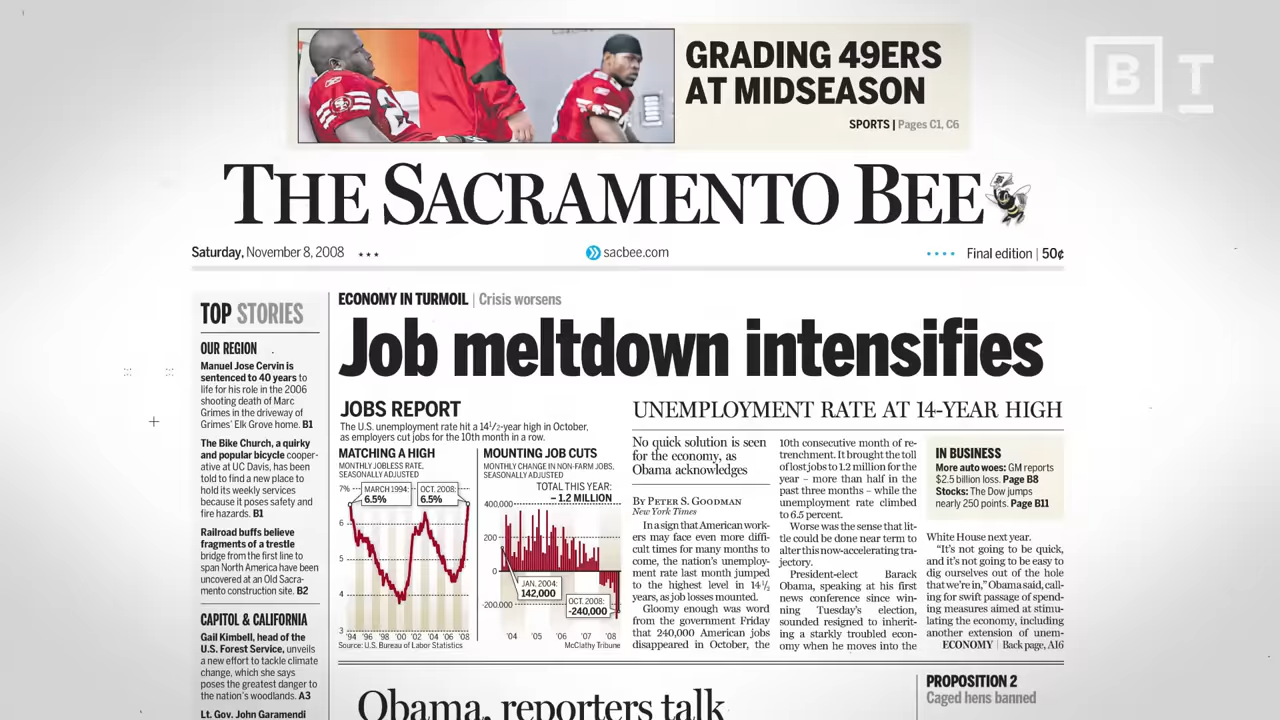 GRADING 49ERS
AT MIDSEASON
SPORTS | Pages C1, C6
B T
THE SACRAMENTO BEE
Saturday, November 8, 2008 ★★★
sacbee.com
Final edition | 50¢
TOP STORIES
OUR REGION
Manuel Jose Cervin is
sentenced to 40 years to
life for his role in the 2006
shooting death of Marc
Grimes in the driveway of
Grimes' Elk Grove home. B1
The Bike Church, a quirky
and popular bicycle cooper-
ative at UC Davis, has been
told to find a new place to
hold its weekly services
because it poses safety and
fire hazards. B1
Railroad buffs believe
fragments of a trestle
bridge from the first line to
span North America have been
uncovered at an Old Sacra-
mento construction site. B2
CAPITOL & CALIFORNIA
Gail Kimbell, head of the
U.S. Forest Service, unveils
a new effort to tackle climate
change, which she says
poses the greatest danger to
the nation's woodlands. A3
Lt. Gov. John Garamendi
ECONOMY IN TURMOIL | Crisis worsens
Job meltdown intensifies
JOBS REPORT
The U.S. unemployment rate hit a 14½-year high in October,
as employers cut jobs for the 10th month in a row.
MATCHING A HIGH
MONTHLY JOBLESS RATE,
SEASONALLY ADJUSTED
7%
MARCH 1994:
6.5%
OCT. 2008:
6.5%
6
5
4
3
'94 '96 '98 '00 '02 '04 '06 '08
Source: U.S. Bureau of Labor Statistics
MOUNTING JOB CUTS
MONTHLY CHANGE IN NON-FARM JOBS,
SEASONALLY ADJUSTED
TOTAL THIS YEAR:
– 1.2 MILLION
400,000
200
0
-200,000
JAN. 2004:
142,000
OCT. 2008:
-240,000
'04 '05 '06 '07 '08
McClathy Tribune
UNEMPLOYMENT RATE AT 14-YEAR HIGH
No quick solution is seen
for the economy, as
Obama acknowledges
BY PETER S. GOODMAN
New York Times
In a sign that American work-
ers may face even more diffi-
cult times for many months to
come, the nation's unemploy-
ment rate last month jumped
to the highest level in 14½
years, as job losses mounted.
Gloomy enough was word
from the government Friday
that 240,000 American jobs
disappeared in October, the
10th consecutive month of re-
trenchment. It brought the toll
of lost jobs to 1.2 million for the
year – more than half in the
past three months – while the
unemployment rate climbed
to 6.5 percent.
Worse was the sense that lit-
tle could be done near term to
alter this now-accelerating tra-
jectory.
President-elect Barack
Obama, speaking at his first
news conference since win-
ning Tuesday's election,
sounded resigned to inherit-
ing a starkly troubled econ-
omy when he moves into the
IN BUSINESS
More auto woes: GM reports
$2.5 billion loss. Page B8
Stocks: The Dow jumps
nearly 250 points. Page B11
White House next year.
"It's not going to be quick,
and it's not going to be easy to
dig ourselves out of the hole
that we're in," Obama said, call-
ing for swift passage of spend-
ing measures aimed at stimu-
lating the economy, including
another extension of unem-
ECONOMY | Back page, A16
Obama, reporters talk
PROPOSITION 2
Caged hens banned